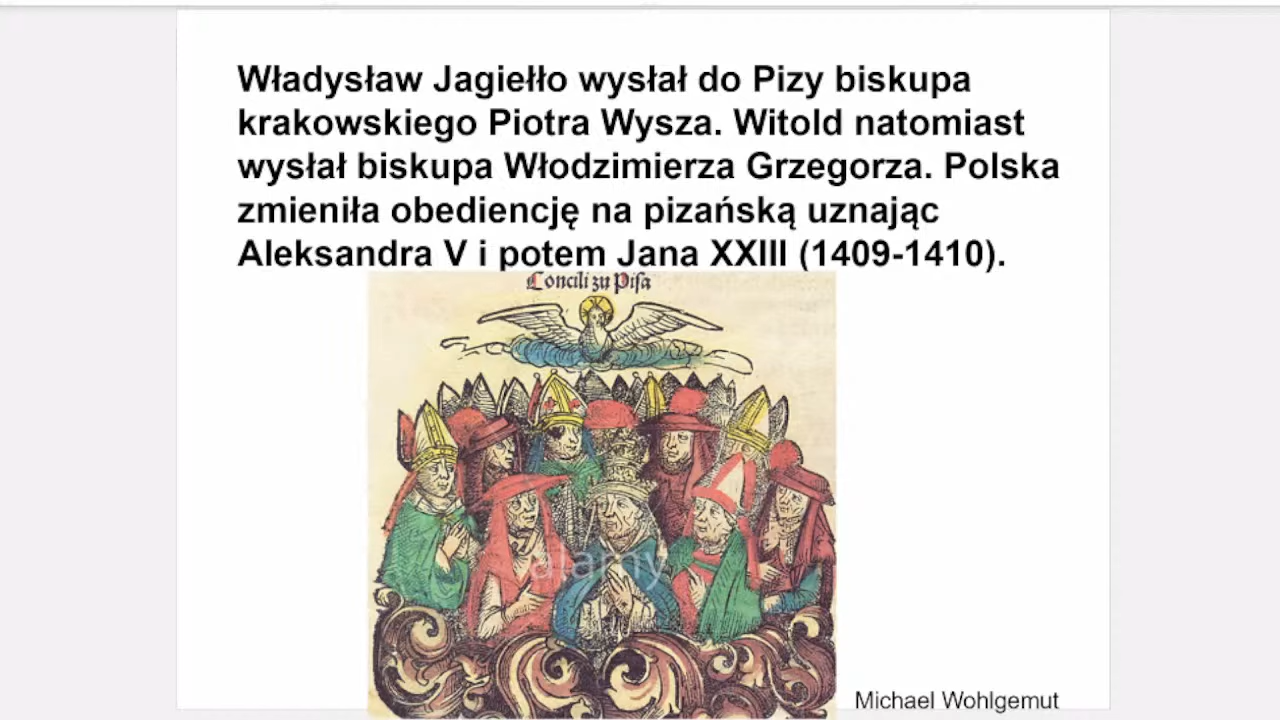 Władysław Jagiełło wysłał do Pizy biskupa
krakowskiego Piotra Wysza. Witold natomiast
wysłał biskupa Włodzimierza Grzegorza. Polska
zmieniła obediencję na pizańską uznając
Aleksandra V i potem Jana XXIII (1409-1410).
Concili zu Pisa
alamy
Michael Wohlgemut